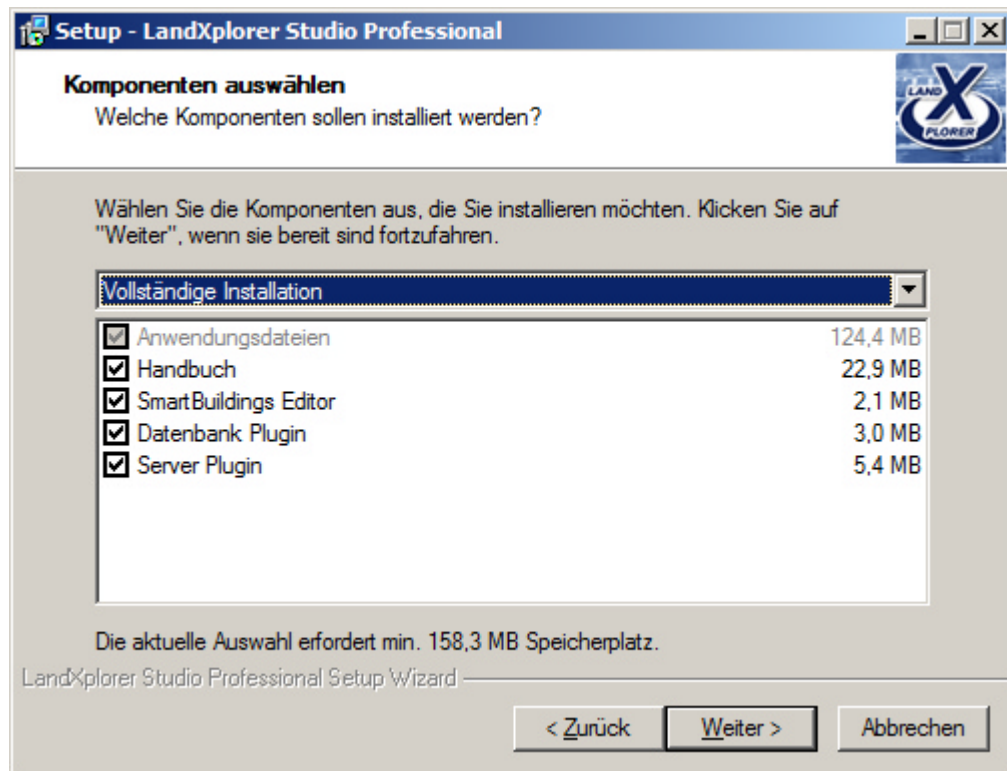 Setup - LandXplorer Studio Professional
Komponenten auswählen
Welche Komponenten sollen installiert werden?
LAND X PLORER
Wählen Sie die Komponenten aus, die Sie installieren möchten. Klicken Sie auf
"Weiter", wenn sie bereit sind fortzufahren.
Vollständige Installation
Anwendungsdateien 124,4 MB
Handbuch 22,9 MB
SmartBuildings Editor 2,1 MB
Datenbank Plugin 3,0 MB
Server Plugin 5,4 MB
Die aktuelle Auswahl erfordert min. 158,3 MB Speicherplatz.
LandXplorer Studio Professional Setup Wizard
< Zurück Weiter > Abbrechen